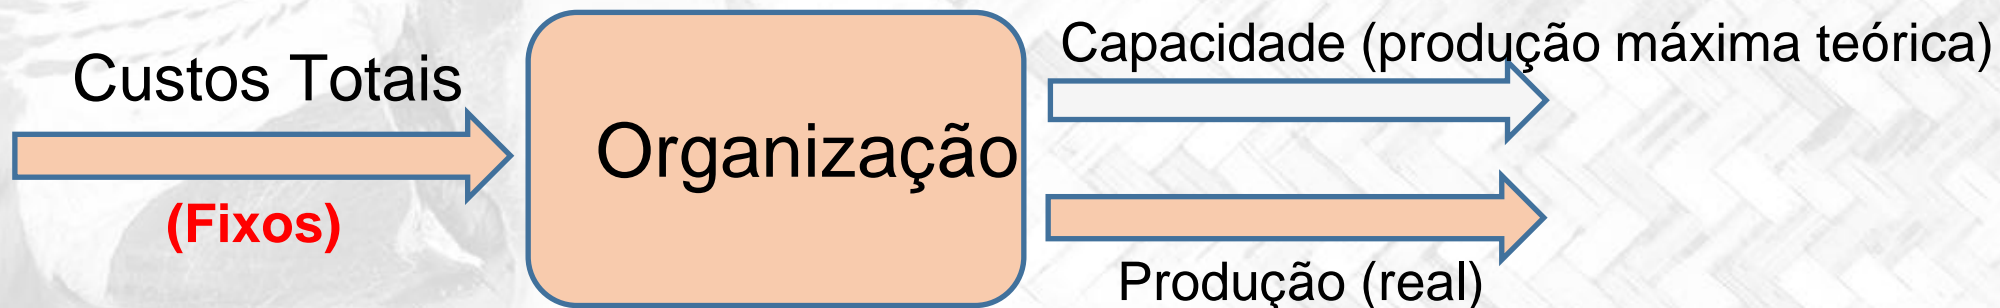 Custos Totais
(Fixos)
Organização
Capacidade (produção máxima teórica)
Produção (real)